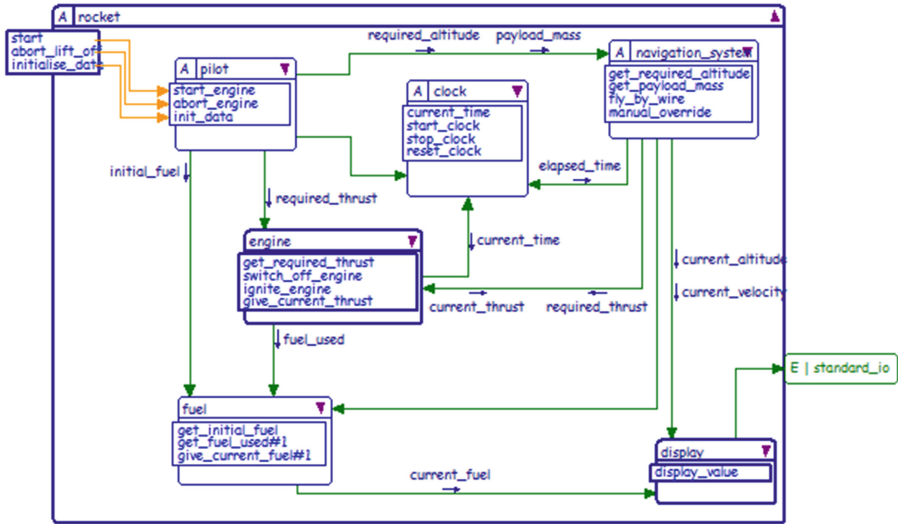 A rocket
start
abort_lift_off
initialise_data
required_altitude payload_mass
A pilot
start_engine
abort_engine
init_data
A navigation_system
get_required_altitude
get_payload_mass
fly_by_wire
manual_override
A clock
current_time
start_clock
stop_clock
reset_clock
initial_fuel
elapsed_time
required_thrust
engine
get_required_thrust
switch_off_engine
ignite_engine
give_current_thrust
current_time
current_altitude
current_velocity
current_thrust required_thrust
fuel_used
E | standard_io
fuel
get_initial_fuel
get_fuel_used#1
give_current_fuel#1
display
display_value
current_fuel